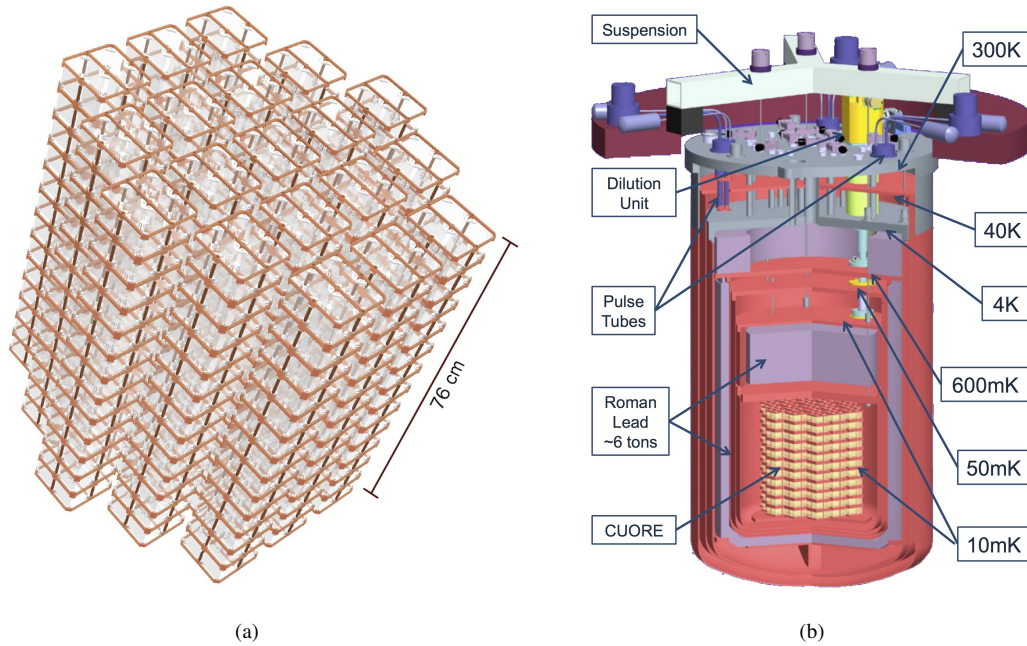 76 cm
(a)
Suspension
300K
Dilution
Unit
40K
Pulse
Tubes
4K
600mK
Roman
Lead
~6 tons
50mK
CUORE
10mK
(b)